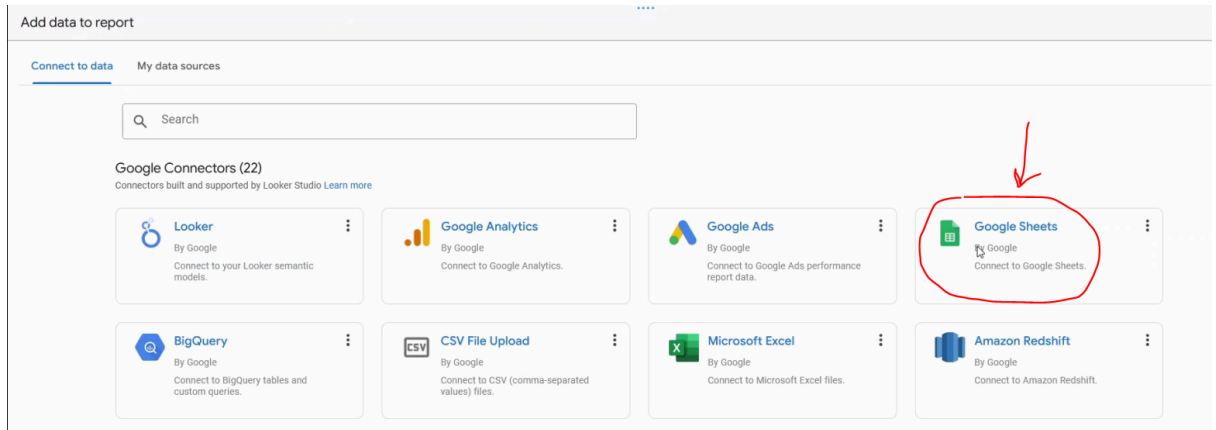 Add data to report
Connect to data
My data sources
Search
Google Connectors (22)
Connectors built and supported by Looker Studio Learn more
Looker
By Google
Connect to your Looker semantic
models.
Google Analytics
By Google
Connect to Google Analytics.
Google Ads
By Google
Connect to Google Ads performance
report data.
Google Sheets
By Google
Connect to Google Sheets.
BigQuery
By Google
Connect to BigQuery tables and
custom queries.
CSV
CSV File Upload
By Google
Connect to CSV (comma-separated
values) files.
X
Microsoft Excel
By Google
Connect to Microsoft Excel files.
Amazon Redshift
By Google
Connect to Amazon Redshift.